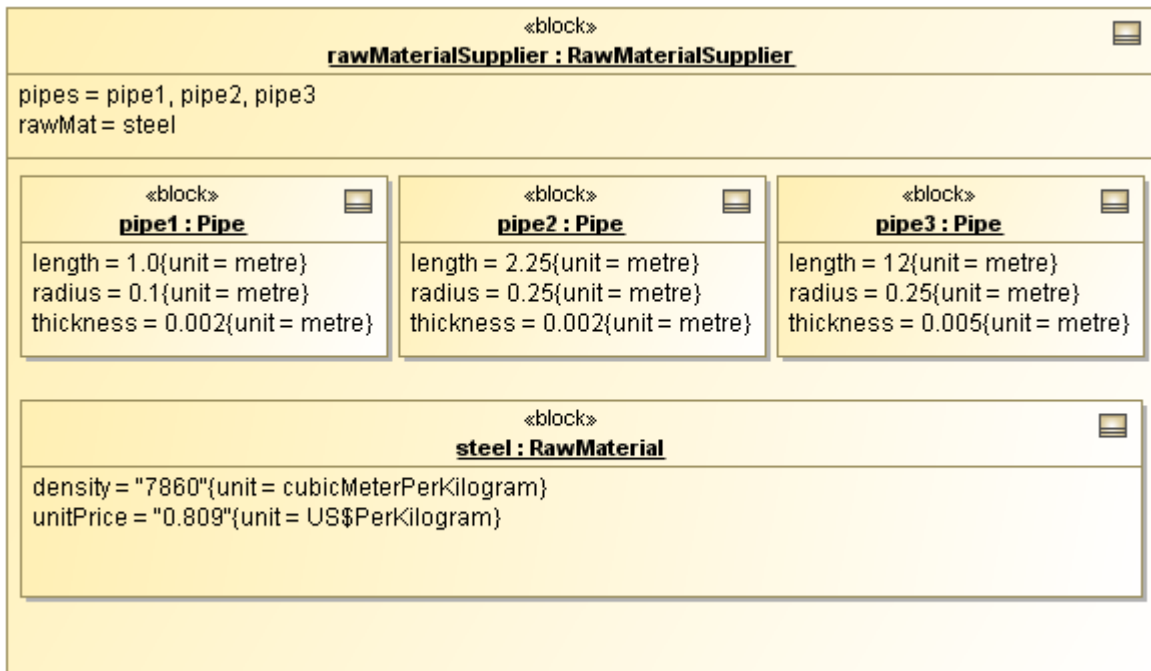 «block»
rawMaterialSupplier : RawMaterialSupplier
pipes = pipe1, pipe2, pipe3
rawMat = steel
«block»
pipe1 : Pipe
length = 1.0{unit = metre}
radius = 0.1{unit = metre}
thickness = 0.002{unit = metre}
«block»
pipe2 : Pipe
length = 2.25{unit = metre}
radius = 0.25{unit = metre}
thickness = 0.002{unit = metre}
«block»
pipe3 : Pipe
length = 12{unit = metre}
radius = 0.25{unit = metre}
thickness = 0.005{unit = metre}
«block»
steel : RawMaterial
density = "7860"{unit = cubicMeterPerKilogram}
unitPrice = "0.809"{unit = US$PerKilogram}